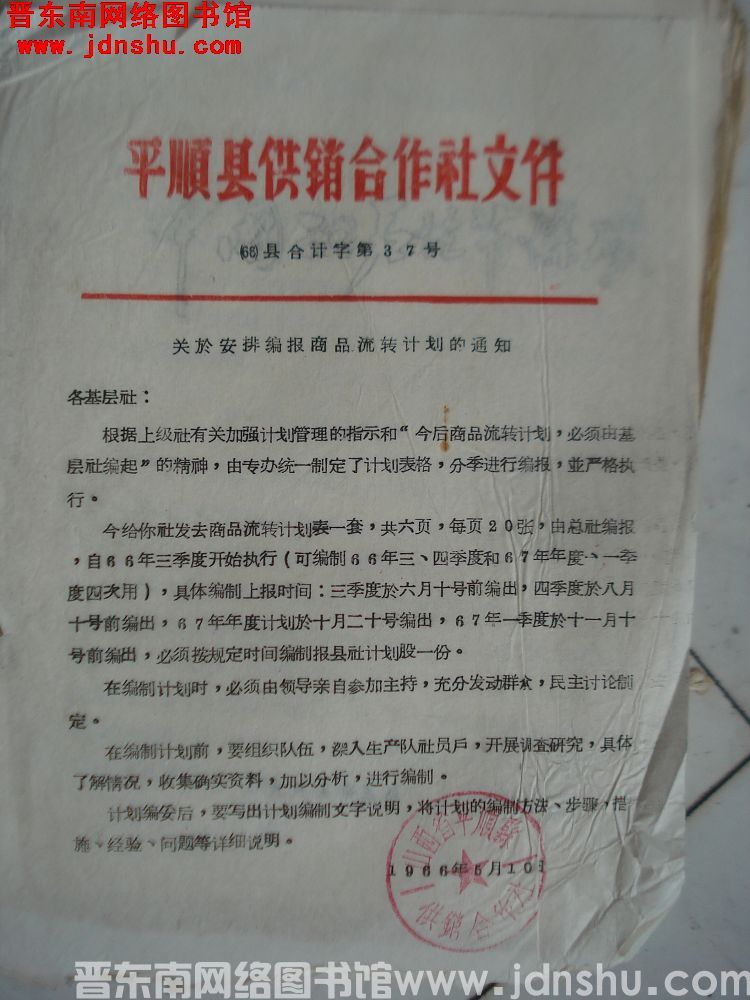 晋东南网络图书馆
www.jdnshu.com
平順县供销合作社文件
(66)县合计字第37号
关於安排编报商品流转计划的通知
各基层社：
根据上级社有关加强计划管理的指示和“今后商品流转计划，必须由基
层社编起”的精神，由专办统一制定了计划表格，分季进行编报，並严格执
行。
今给你社发去商品流转计划表一套，共六页，每页20张，由总社编报
，自66年三季度开始执行（可编制66年三、四季度和67年年度、一季
度四次用），具体编制上报时间：三季度於六月十号前编出，四季度於八月
十号前编出，67年年度计划於十月二十号编出，67年一季度於十一月十
号前编出，必须按规定时间编制报县社计划股一份。
在编制计划时，必须由领导亲自参加主持，充分发动群众，民主讨论制
定。
在编制计划前，要组织队伍，深入生产队社员戶，开展调查研究，具体
了解情况，收集确实资料，加以分析，进行编制。
计划编妥后，要写出计划编制文字说明，将计划的编制方法、步骤，措
施、经验、问题等详细说明。
1966年5月10日
山西省平順縣
供銷合作社
晋东南网络图书馆www.jdnshu.com